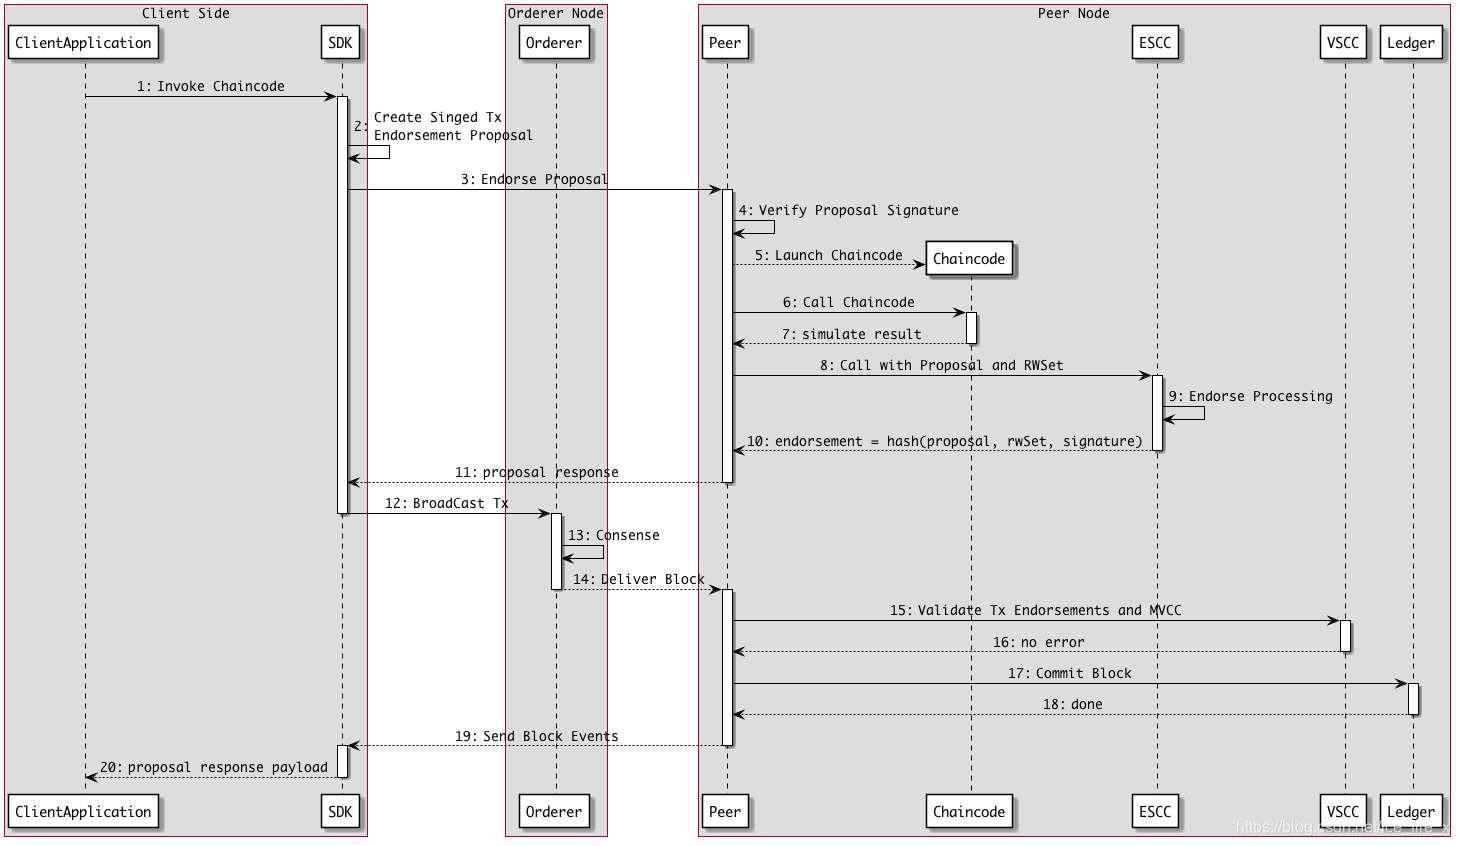 Client Side
Orderer Node
Peer Node
ClientApplication
SDK
Orderer
Peer
ESCC
VSCC
Ledger
1: Invoke Chaincode
2: Create Singed Tx
Endorsement Proposal
3: Endorse Proposal
4: Verify Proposal Signature
5: Launch Chaincode
Chaincode
6: Call Chaincode
7: simulate result
8: Call with Proposal and RWSet
9: Endorse Processing
10: endorsement = hash(proposal, rwSet, signature)
11: proposal response
12: BroadCast Tx
13: Consense
14: Deliver Block
15: Validate Tx Endorsements and MVCC
16: no error
17: Commit Block
18: done
19: Send Block Events
20: proposal response payload
ClientApplication
SDK
Orderer
Peer
Chaincode
ESCC
VSCC
Ledger